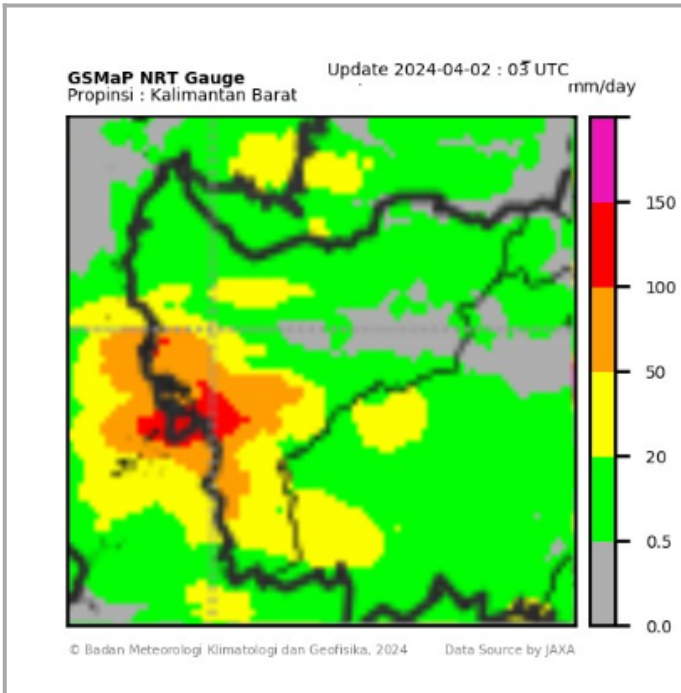 GSMaP NRT Gauge
Update 2024-04-02 : 03 UTC
Propinsi : Kalimantan Barat
mm/day
150
100
50
20
0.5
0.0
© Badan Meteorologi Klimatologi dan Geofisika, 2024
Data Source by JAXA